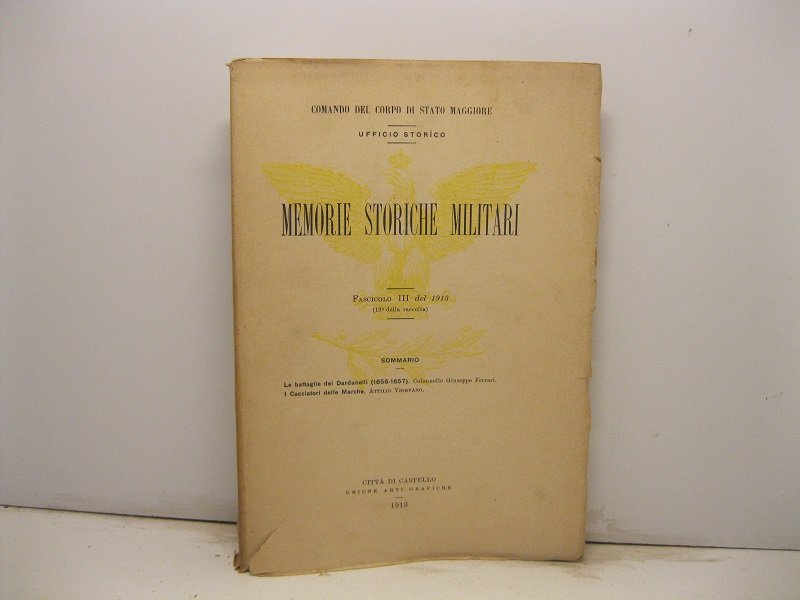 COMANDO DEL CORPO DI STATO MAGGIORE
UFFICIO STORICO
MEMORIE STORICHE MILITARI
FASCICOLO III del 1913
(19º della raccolta)
SOMMARIO
Le battaglie dei Dardanelli (1656-1657). Colonnello Giuseppe Ferrari.
I Cacciatori delle Marche. ATTILIO VIGEVANO.
CITTÀ DI CASTELLO
UNIONE ARTI GRAFICHE
1913